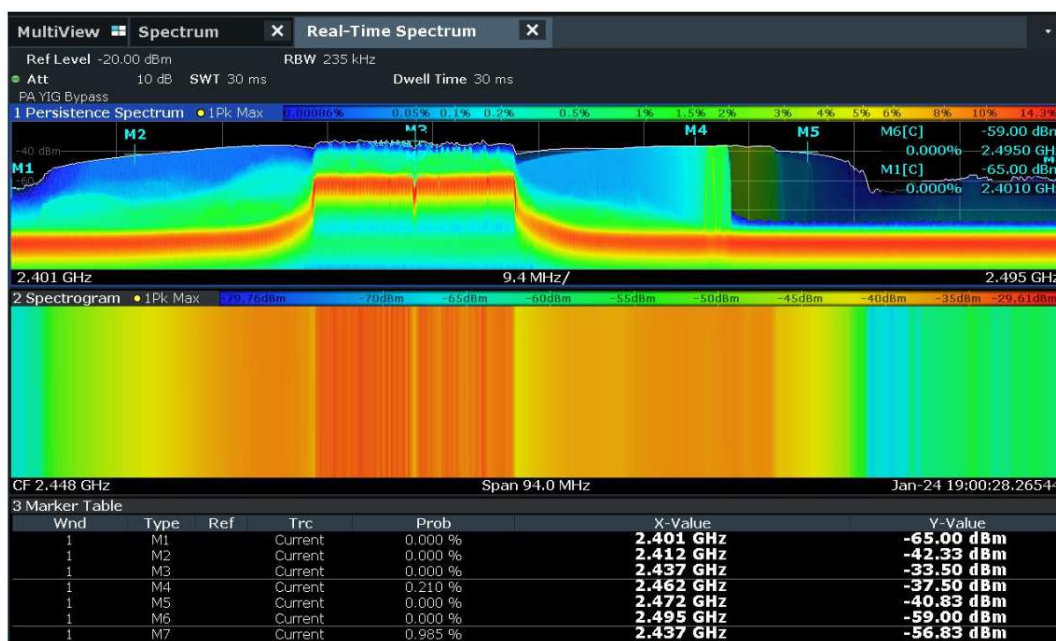 MultiView Spectrum X Real-Time Spectrum X
Ref Level -20.00 dBm RBW 235 kHz
Att 10 dB SWT 30 ms Dwell Time 30 ms
PA YIG Bypass
1 Persistence Spectrum 1Pk Max 0.00086% 0.05% 0.1% 0.2% 0.5% 1% 1.5% 2% 3% 4% 5% 6% 8% 10% 14.3%
M2 M3 M4 M5 M6[C] -59.00 dBm
-40 dBm 0.000% 2.4950 GHz
M1 M1[C] -65.00 dBm
-60 0.000% 2.4010 GHz
2.401 GHz 9.4 MHz/ 2.495 GHz
2 Spectrogram 1Pk Max -79.76dBm -70dBm -65dBm -60dBm -55dBm -50dBm -45dBm -40dBm -35dBm -29.61dBm
CF 2.448 GHz Span 94.0 MHz Jan-24 19:00:28.26544
3 Marker Table
Wnd Type Ref Trc Prob X-Value Y-Value
1 M1 Current 0.000 % 2.401 GHz -65.00 dBm
1 M2 Current 0.000 % 2.412 GHz -42.33 dBm
1 M3 Current 0.000 % 2.437 GHz -33.50 dBm
1 M4 Current 0.210 % 2.462 GHz -37.50 dBm
1 M5 Current 0.000 % 2.472 GHz -40.83 dBm
1 M6 Current 0.000 % 2.495 GHz -59.00 dBm
1 M7 Current 0.985 % 2.437 GHz -56.83 dBm